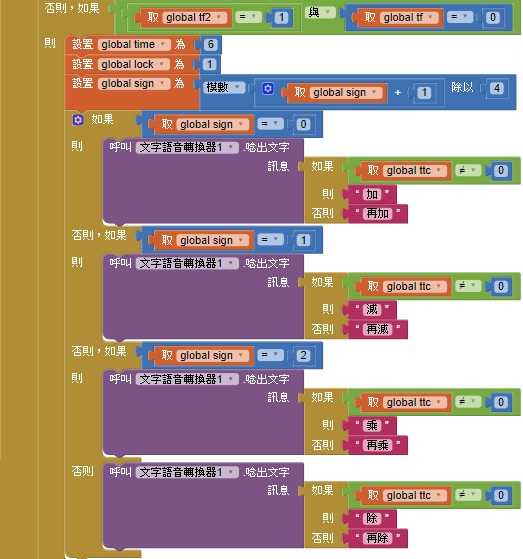 否則，如果 取 global tf2 = 1 與 取 global tf = 0
則 設置 global time 為 6
設置 global lock 為 1
設置 global sign 為 模數 取 global sign + 1 除以 4
如果 取 global sign = 0
則 呼叫 文字語音轉換器1 .唸出文字
訊息 如果 取 global ttc ≠ 0
則 "加"
否則 "再加"
否則，如果 取 global sign = 1
則 呼叫 文字語音轉換器1 .唸出文字
訊息 如果 取 global ttc ≠ 0
則 "減"
否則 "再減"
否則，如果 取 global sign = 2
則 呼叫 文字語音轉換器1 .唸出文字
訊息 如果 取 global ttc ≠ 0
則 "乘"
否則 "再乘"
否則 呼叫 文字語音轉換器1 .唸出文字
訊息 如果 取 global ttc ≠ 0
則 "除"
否則 "再除"